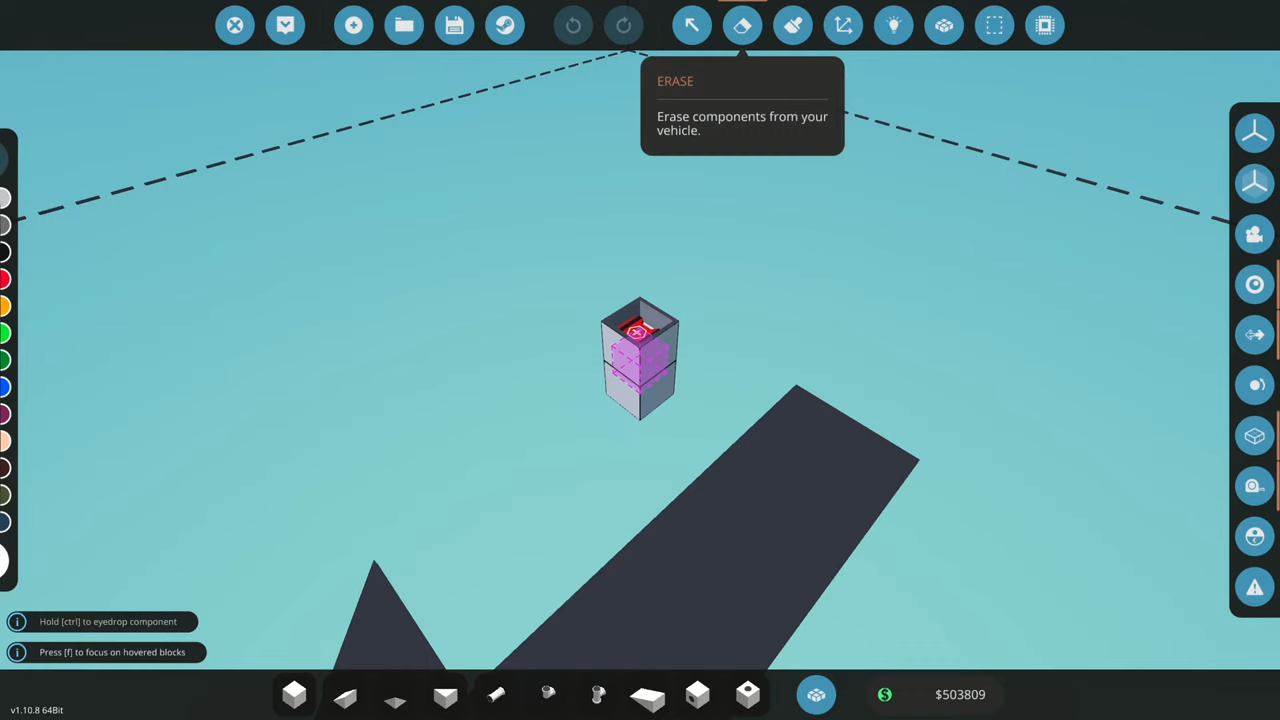 ERASE
Erase components from your
vehicle.
Hold [ctrl] to eyedrop component
Press [f] to focus on hovered blocks
v1.10.8 64Bit
$503809